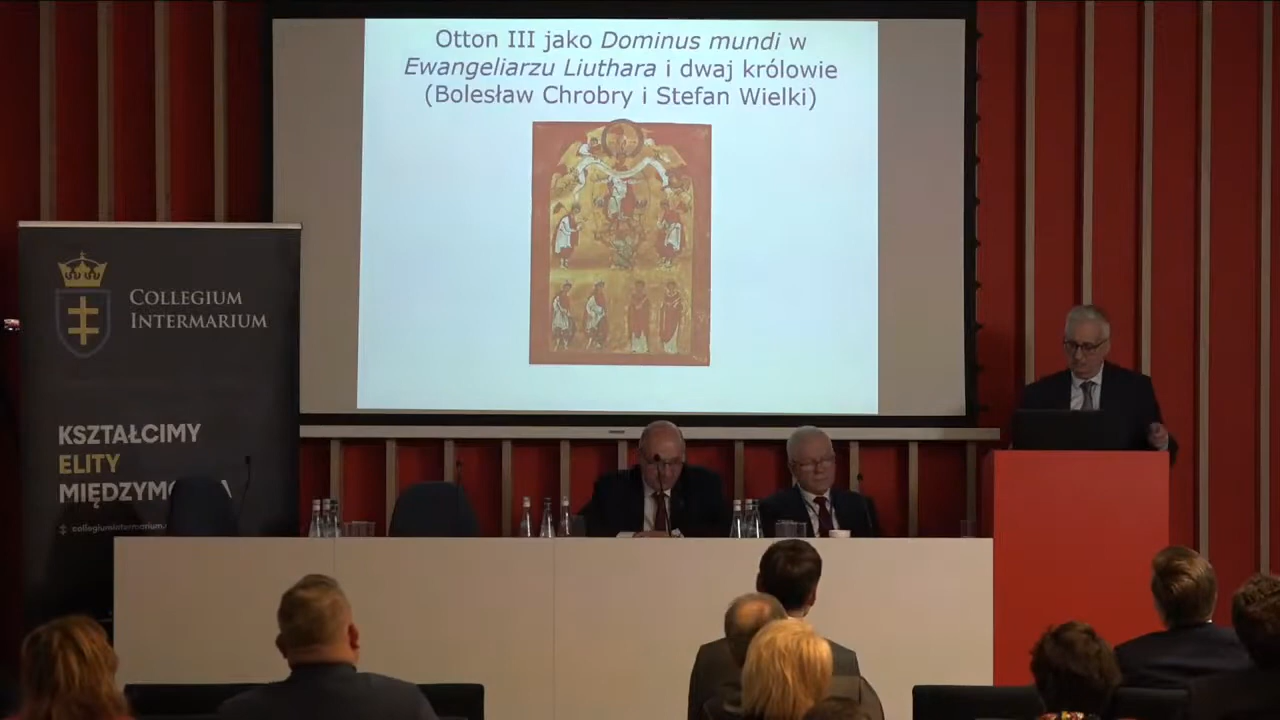 Otton III jako Dominus mundi w
Ewangeliarzu Liuthara i dwaj królowie
(Bolesław Chrobry i Stefan Wielki)
COLLEGIUM
INTERMARIUM
KSZTAŁCIMY
ELITY